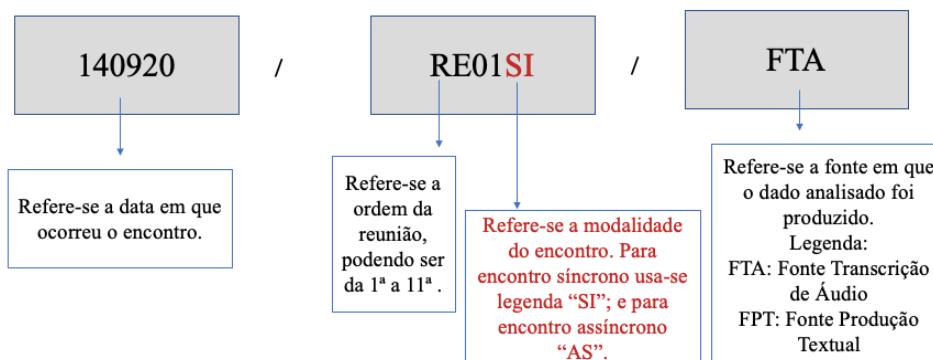 140920
/
RE01SI
/
FTA
Refere-se a data em que
ocorreu o encontro.
Refere-se a
ordem da
reunião,
podendo ser
da 1ª a 11ª .
Refere-se a modalidade
do encontro. Para
encontro síncrono usa-se
legenda “SI”; e para
encontro assíncrono
“AS”.
Refere-se a fonte em que
o dado analisado foi
produzido.
Legenda:
FTA: Fonte Transcrição
de Áudio
FPT: Fonte Produção
Textual